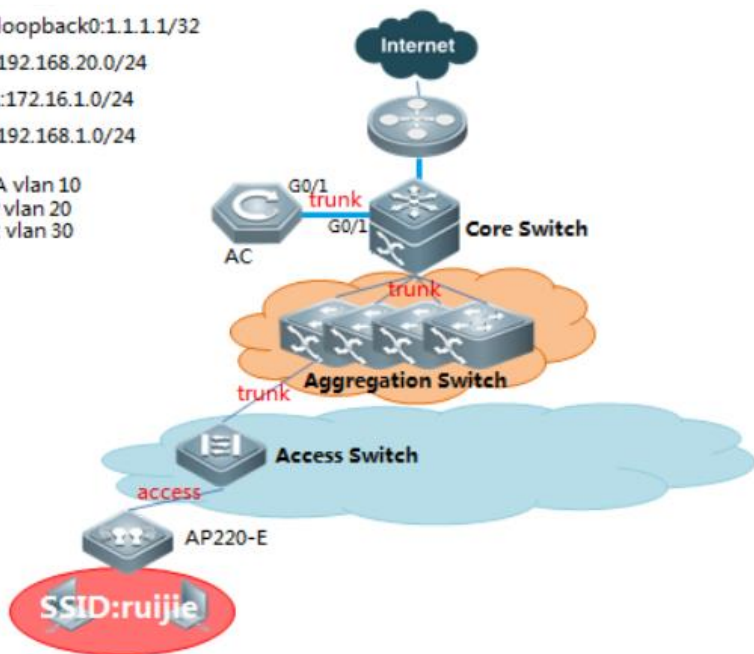 loopback0:1.1.1.1/32
192.168.20.0/24
:172.16.1.0/24
192.168.1.0/24
A vlan 10
vlan 20
vlan 30
Internet
G0/1
trunk
G0/1
AC
Core Switch
trunk
Aggregation Switch
trunk
Access Switch
access
AP220-E
SSID:ruijie